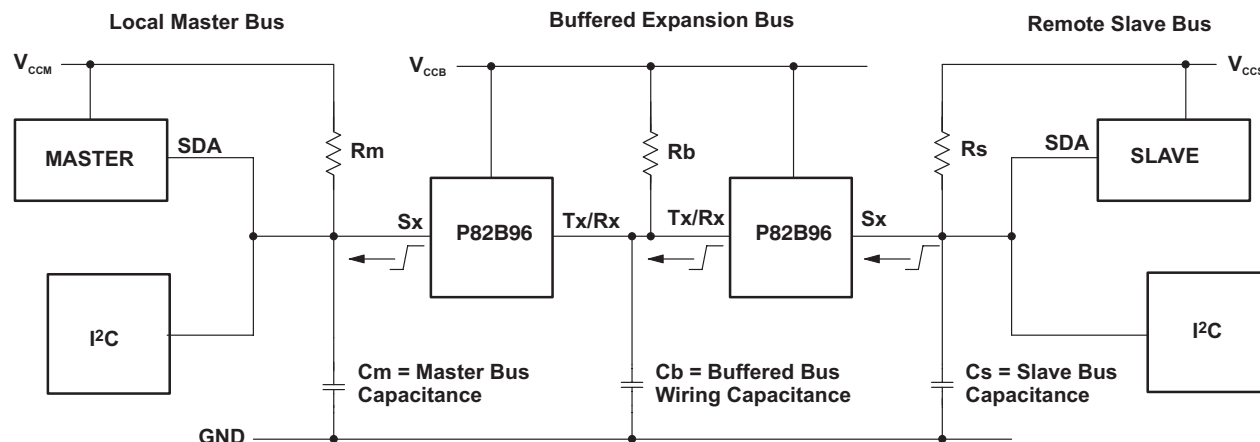 Local Master Bus
Buffered Expansion Bus
Remote Slave Bus
VCCM
VCCB
VCCS
MASTER
SDA
Rm
Rb
Rs
SDA
SLAVE
Sx
P82B96
Tx/Rx
Tx/Rx
P82B96
Sx
I²C
I²C
Cm = Master Bus
Capacitance
Cb = Buffered Bus
Wiring Capacitance
Cs = Slave Bus
Capacitance
GND